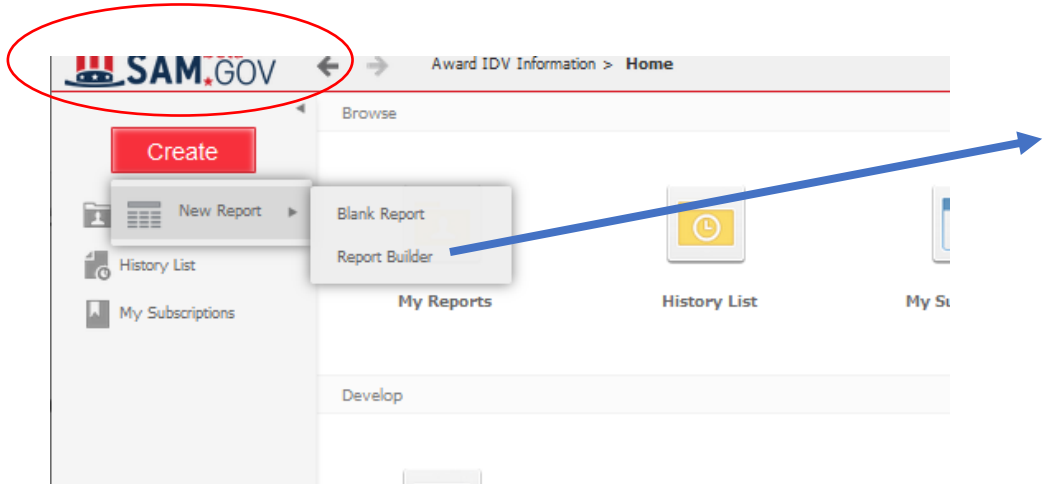 SAM.GOV
Award IDV Information > Home
Browse
Create
New Report
Blank Report
Report Builder
History List
My Subscriptions
My Reports
History List
My
Develop